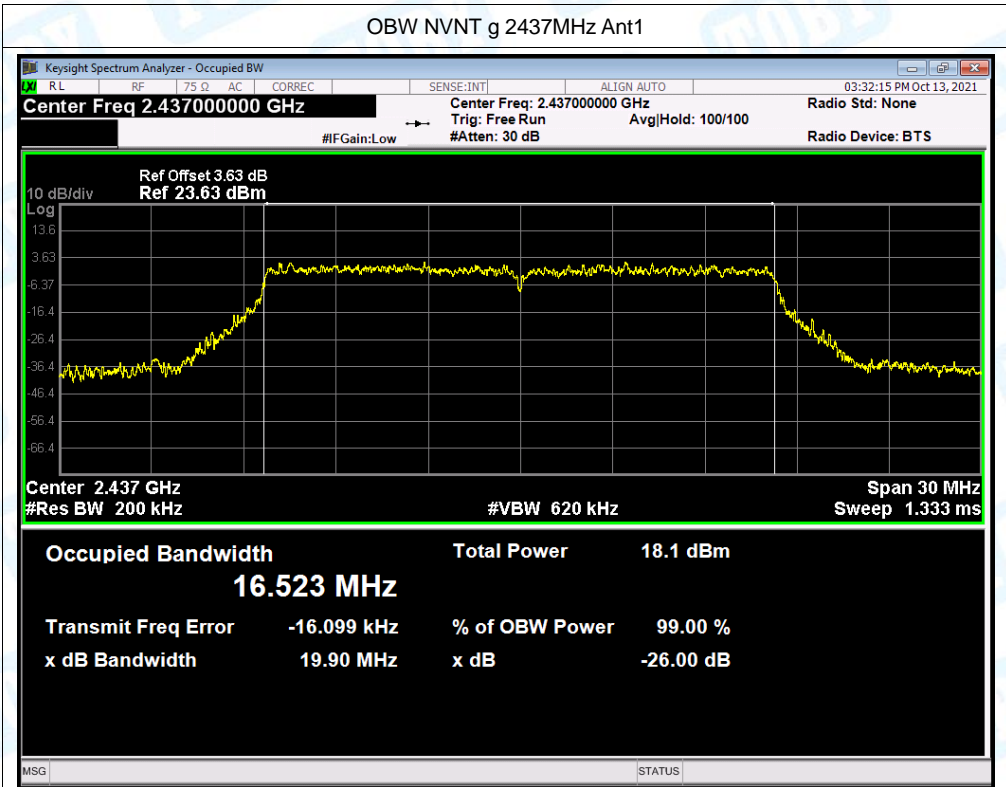 OBW NVNT g 2437MHz Ant1
Keysight Spectrum Analyzer - Occupied BW
LXI RL RF 75 Ω AC CORREC SENSE:INT ALIGN AUTO 03:32:15 PM Oct 13, 2021
Center Freq 2.437000000 GHz Center Freq: 2.437000000 GHz Radio Std: None
Trig: Free Run Avg|Hold: 100/100
#IFGain:Low #Atten: 30 dB Radio Device: BTS
Ref Offset 3.63 dB
10 dB/div Ref 23.63 dBm
Log
13.6
3.63
-6.37
-16.4
-26.4
-36.4
-46.4
-56.4
-66.4
Center 2.437 GHz Span 30 MHz
#Res BW 200 kHz #VBW 620 kHz Sweep 1.333 ms
Occupied Bandwidth Total Power 18.1 dBm
16.523 MHz
Transmit Freq Error -16.099 kHz % of OBW Power 99.00 %
x dB Bandwidth 19.90 MHz x dB -26.00 dB
MSG STATUS